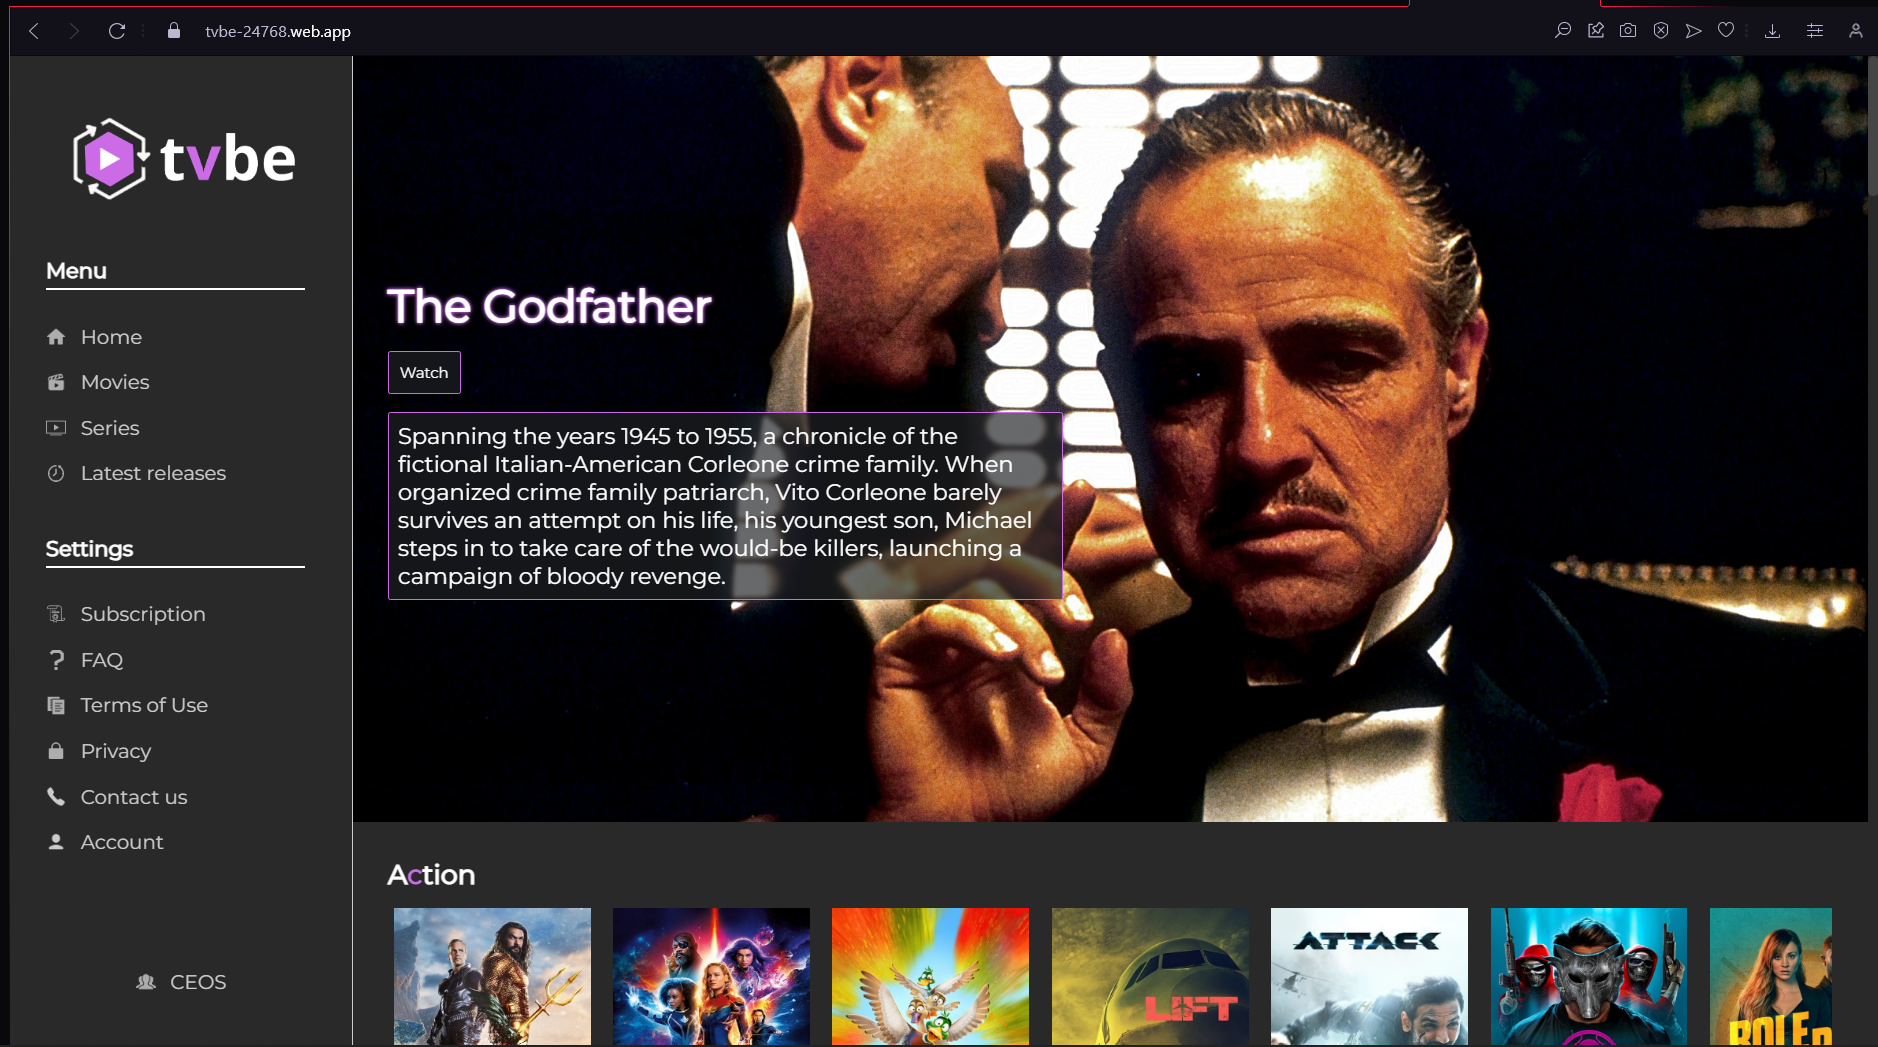 tvbe-24768.web.app
tvbe
Menu
Home
Movies
Series
Latest releases
Settings
Subscription
FAQ
Terms of Use
Privacy
Contact us
Account
CEOS
The Godfather
Watch
Spanning the years 1945 to 1955, a chronicle of the
fictional Italian-American Corleone crime family. When
organized crime family patriarch, Vito Corleone barely
survives an attempt on his life, his youngest son, Michael
steps in to take care of the would-be killers, launching a
campaign of bloody revenge.
Action
LIFT
ATTACK